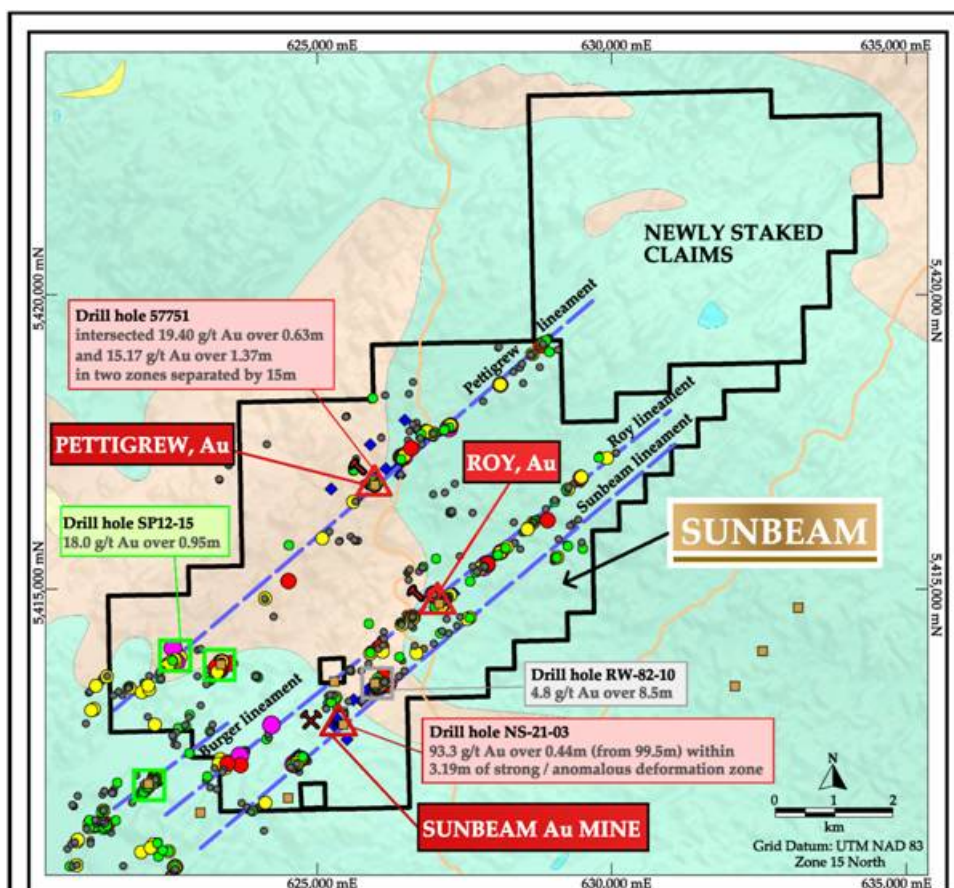 625,000 mE
630,000 mE
635,000 mE
5,420,000 mN
5,420,000 mN
5,415,000 mN
5,415,000 mN
NEWLY STAKED
CLAIMS
Drill hole 57751
intersected 19.40 g/t Au over 0.63m
and 15.17 g/t Au over 1.37m
in two zones separated by 15m
Pettigrew lineament
PETTIGREW, Au
ROY, Au
Roy lineament
Sunbeam lineament
Drill hole SP12-15
18.0 g/t Au over 0.95m
SUNBEAM
Drill hole RW-82-10
4.8 g/t Au over 8.5m
Burger lineament
Drill hole NS-21-03
93.3 g/t Au over 0.44m (from 99.5m) within
3.19m of strong / anomalous deformation zone
SUNBEAM Au MINE
N
0 1 2
km
Grid Datum: UTM NAD 83
Zone 15 North
625,000 mE
630,000 mE
635,000 mE